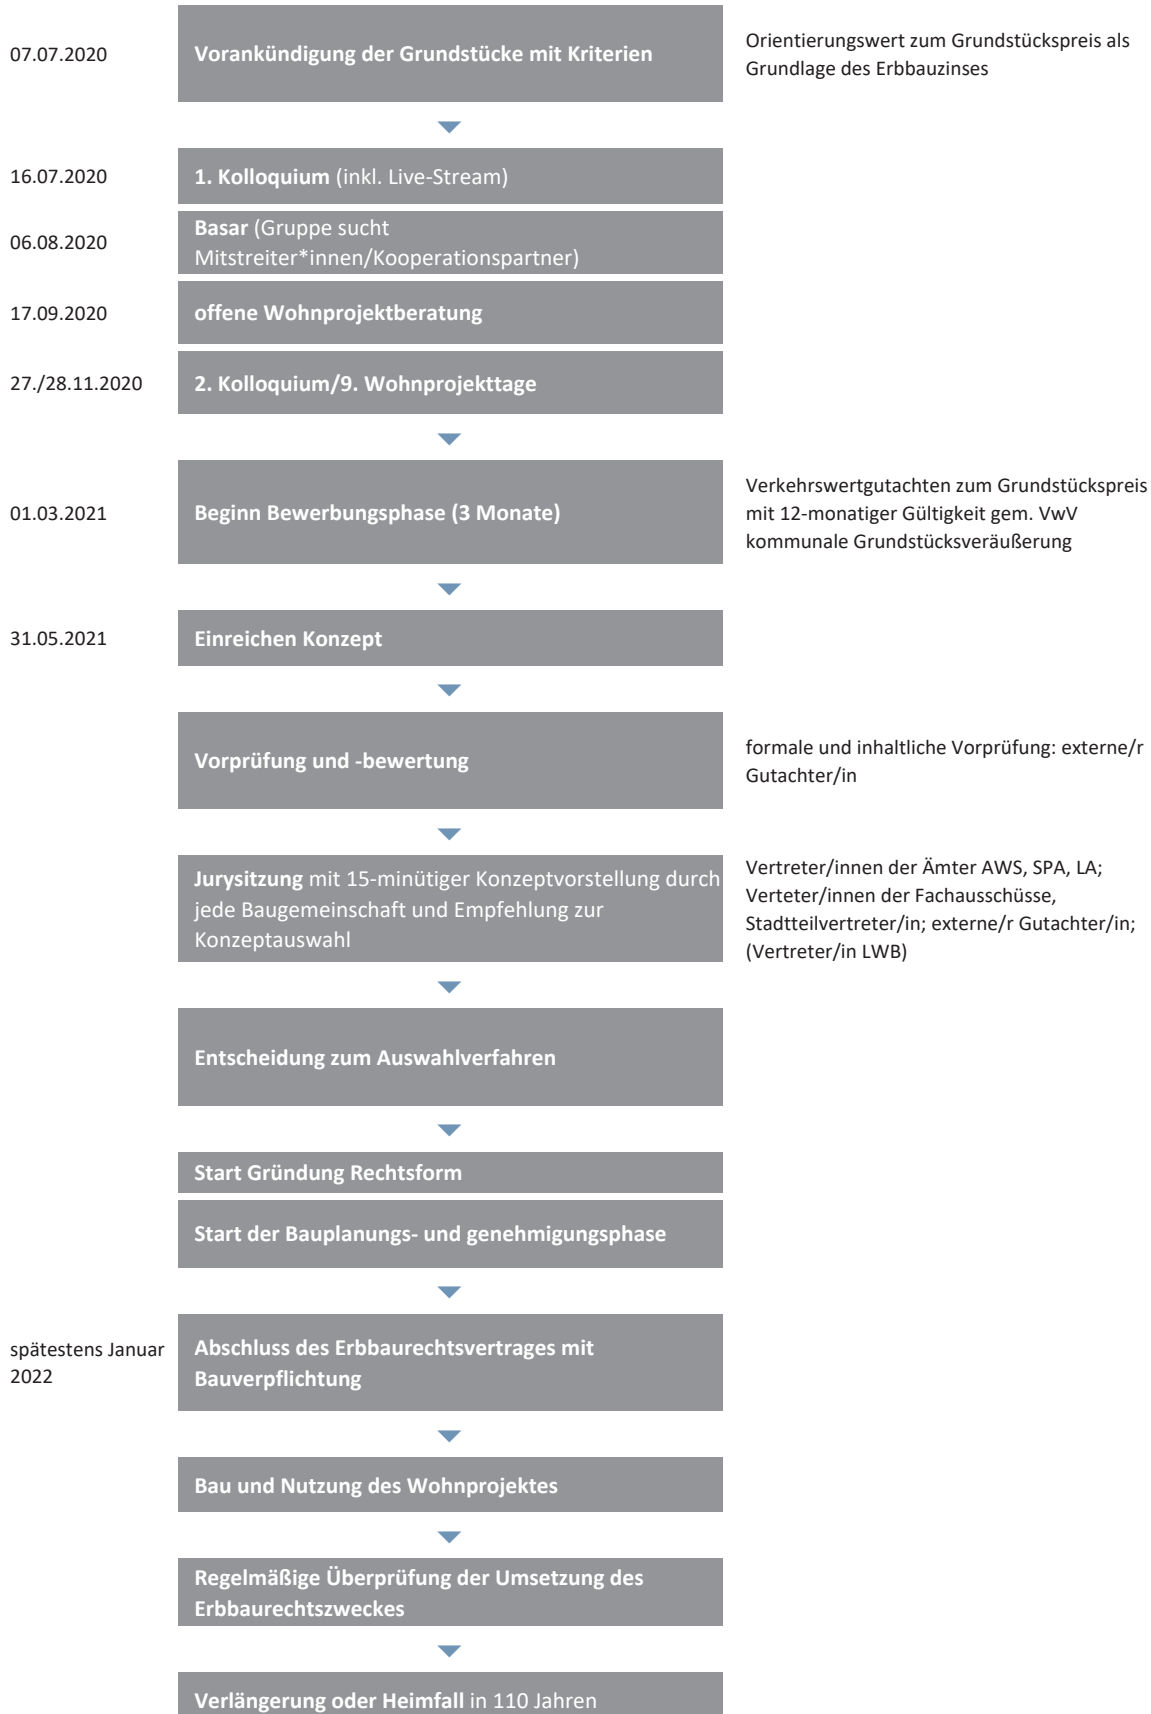 07.07.2020
Vorankündigung der Grundstücke mit Kriterien
Orientierungswert zum Grundstückspreis als
Grundlage des Erbbauzinses
16.07.2020
1. Kolloquium (inkl. Live-Stream)
06.08.2020
Basar (Gruppe sucht
Mitstreiter*innen/Kooperationspartner)
17.09.2020
offene Wohnprojektberatung
27./28.11.2020
2. Kolloquium/9. Wohnprojekttage
01.03.2021
Beginn Bewerbungsphase (3 Monate)
Verkehrswertgutachten zum Grundstückspreis
mit 12-monatiger Gültigkeit gem. VwV
kommunale Grundstücksveräußerung
31.05.2021
Einreichen Konzept
Vorprüfung und -bewertung
formale und inhaltliche Vorprüfung: externe/r
Gutachter/in
Jurysitzung mit 15-minütiger Konzeptvorstellung durch
jede Baugemeinschaft und Empfehlung zur
Konzeptauswahl
Vertreter/innen der Ämter AWS, SPA, LA;
Verteter/innen der Fachausschüsse,
Stadtteilvertreter/in; externe/r Gutachter/in;
(Vertreter/in LWB)
Entscheidung zum Auswahlverfahren
Start Gründung Rechtsform
Start der Bauplanungs- und genehmigungsphase
spätestens Januar
2022
Abschluss des Erbbaurechtsvertrages mit
Bauverpflichtung
Bau und Nutzung des Wohnprojektes
Regelmäßige Überprüfung der Umsetzung des
Erbbaurechtszweckes
Verlängerung oder Heimfall in 110 Jahren